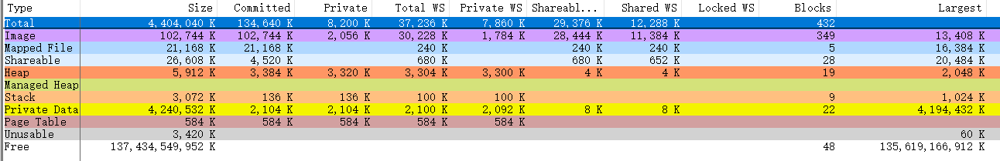 Type Size Committed Private Total WS Private WS Shareabl... Shared WS Locked WS Blocks Largest
Total 4,404,040 K 134,640 K 8,200 K 37,236 K 7,860 K 29,376 K 12,288 K 432
Image 102,744 K 102,744 K 2,056 K 30,228 K 1,784 K 28,444 K 11,384 K 349 13,408 K
Mapped File 21,168 K 21,168 K 240 K 240 K 240 K 5 16,384 K
Shareable 26,608 K 4,520 K 680 K 680 K 652 K 28 20,484 K
Heap 5,912 K 3,384 K 3,320 K 3,304 K 3,300 K 4 K 4 K 19 2,048 K
Managed Heap
Stack 3,072 K 136 K 136 K 100 K 100 K 9 1,024 K
Private Data 4,240,532 K 2,104 K 2,104 K 2,100 K 2,092 K 8 K 8 K 22 4,194,432 K
Page Table 584 K 584 K 584 K 584 K 584 K
Unusable 3,420 K 60 K
Free 137,434,549,952 K 48 135,619,166,912 K